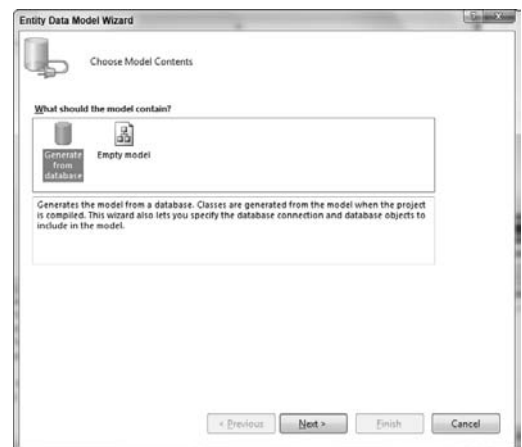 Entity Data Model Wizard
Choose Model Contents
What should the model contain?
Generate
from
database
Empty model
Generates the model from a database. Classes are generated from the model when the project
is compiled. This wizard also lets you specify the database connection and database objects to
include in the model.
< Previous
Next >
Finish
Cancel